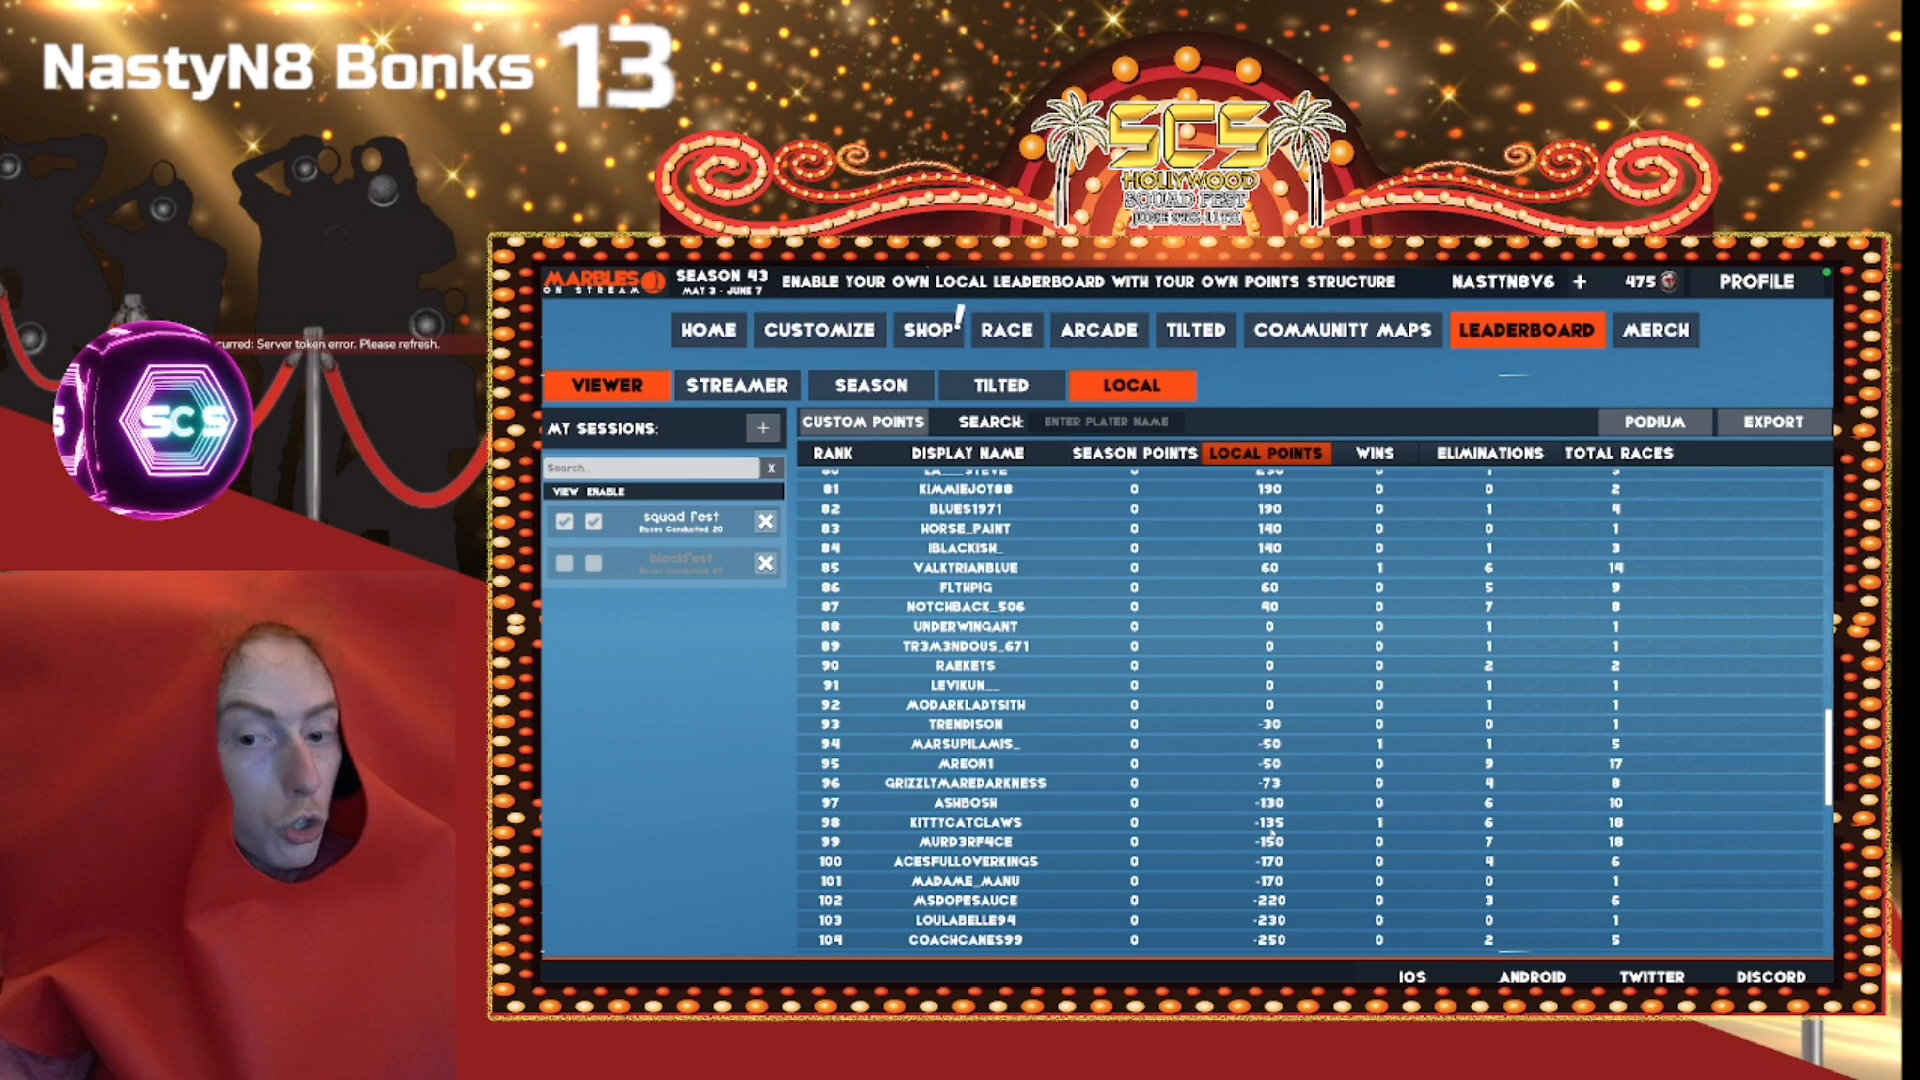 NastyN8 Bonks 13
SCS
HOLLYWOOD
SQUAD FEST
JUNE 9TH-11TH
MARBLES
ON STREAM
SEASON 43
MAY 3 - JUNE 7
ENABLE YOUR OWN LOCAL LEADERBOARD WITH YOUR OWN POINTS STRUCTURE
NASTYN8V6 + 475 PROFILE
HOME CUSTOMIZE SHOP! RACE ARCADE TILTED COMMUNITY MAPS LEADERBOARD MERCH
curred: Server token error. Please refresh.
VIEWER STREAMER SEASON TILTED LOCAL
SCS
MY SESSIONS: +
CUSTOM POINTS SEARCH: ENTER PLAYER NAME PODIUM EXPORT
RANK DISPLAY NAME SEASON POINTS LOCAL POINTS WINS ELIMINATIONS TOTAL RACES
Search.. X
VIEW ENABLE
squad fest
Races Conducted 20
blockfest
81 KIMMIEJOY88 0 190 0 0 2
82 BLUES1971 0 190 0 1 4
83 HORSE_PAINT 0 140 0 0 1
84 IBLACKISH_ 0 140 0 1 3
85 VALKTRIANBLUE 0 60 1 6 14
86 FLTHPIG 0 60 0 5 9
87 NOTCHBACK_506 0 40 0 7 8
88 UNDERWINGANT 0 0 0 1 1
89 TR3M3NDOUS_671 0 0 0 1 1
90 RAEKETS 0 0 0 2 2
91 LEVIKUN__ 0 0 0 1 1
92 MODARKLADYSITH 0 0 0 1 1
93 TRENDISON 0 -30 0 0 1
94 MARSUPILAMIS_ 0 -50 1 1 5
95 MREON1 0 -50 0 9 17
96 GRIZZLYMAREDARKNESS 0 -73 0 4 8
97 ASHBOSH 0 -130 0 6 10
98 KITTYCATCLAWS 0 -135 1 6 18
99 MURD3RF4CE 0 -150 0 7 18
100 ACESFULLOVERKINGS 0 -170 0 4 6
101 MADAME_MANU 0 -170 0 0 1
102 MSDOPESAUCE 0 -220 0 3 6
103 LOULABELLE94 0 -230 0 0 1
104 COACHCANES99 0 -250 0 2 5
IOS ANDROID TWITTER DISCORD